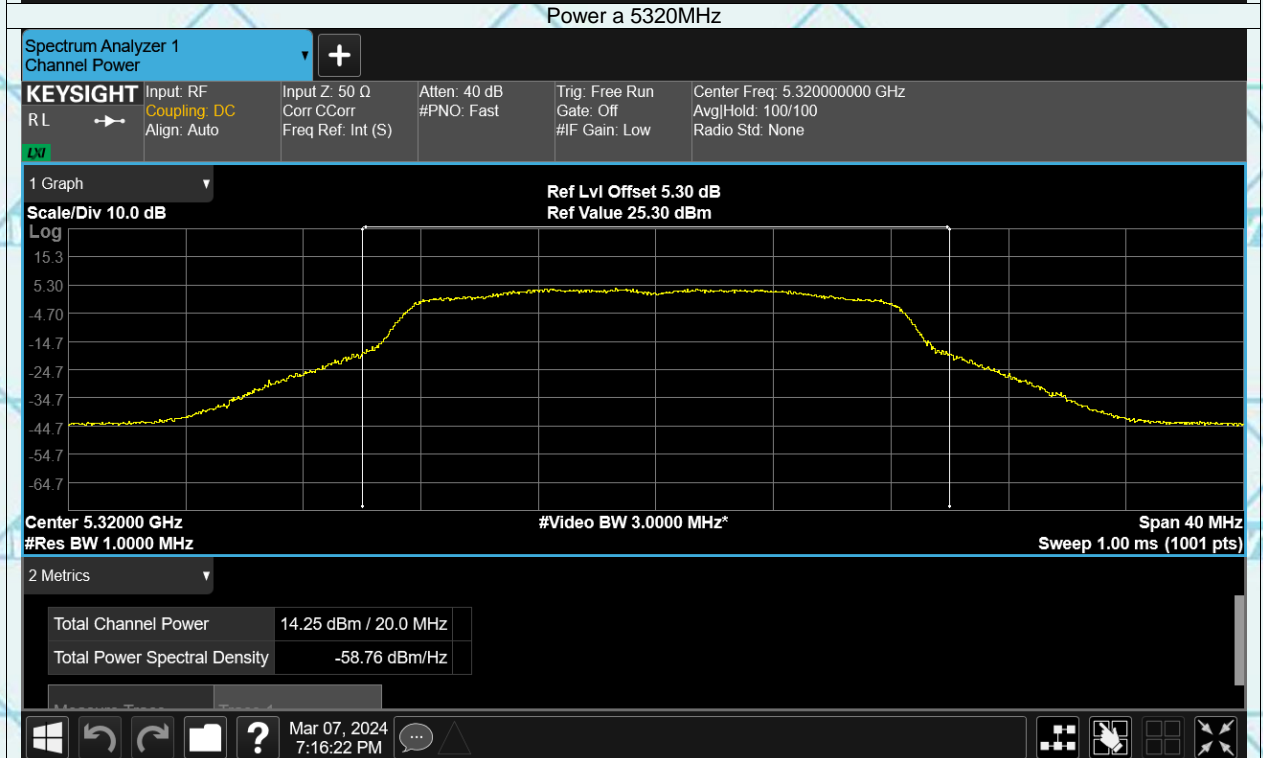 Power a 5320MHz
Spectrum Analyzer 1
Channel Power
KEYSIGHT
R L
LXI
Input: RF
Coupling: DC
Align: Auto
Input Z: 50 Ω
Corr CCorr
Freq Ref: Int (S)
Atten: 40 dB
#PNO: Fast
Trig: Free Run
Gate: Off
#IF Gain: Low
Center Freq: 5.320000000 GHz
Avg|Hold: 100/100
Radio Std: None
1 Graph
Scale/Div 10.0 dB
Ref Lvl Offset 5.30 dB
Ref Value 25.30 dBm
Log
15.3
5.30
-4.70
-14.7
-24.7
-34.7
-44.7
-54.7
-64.7
Center 5.32000 GHz
#Video BW 3.0000 MHz*
Span 40 MHz
#Res BW 1.0000 MHz
Sweep 1.00 ms (1001 pts)
2 Metrics
Total Channel Power 14.25 dBm / 20.0 MHz
Total Power Spectral Density -58.76 dBm/Hz
Measure Trace Trace 1
?
Mar 07, 2024
7:16:22 PM